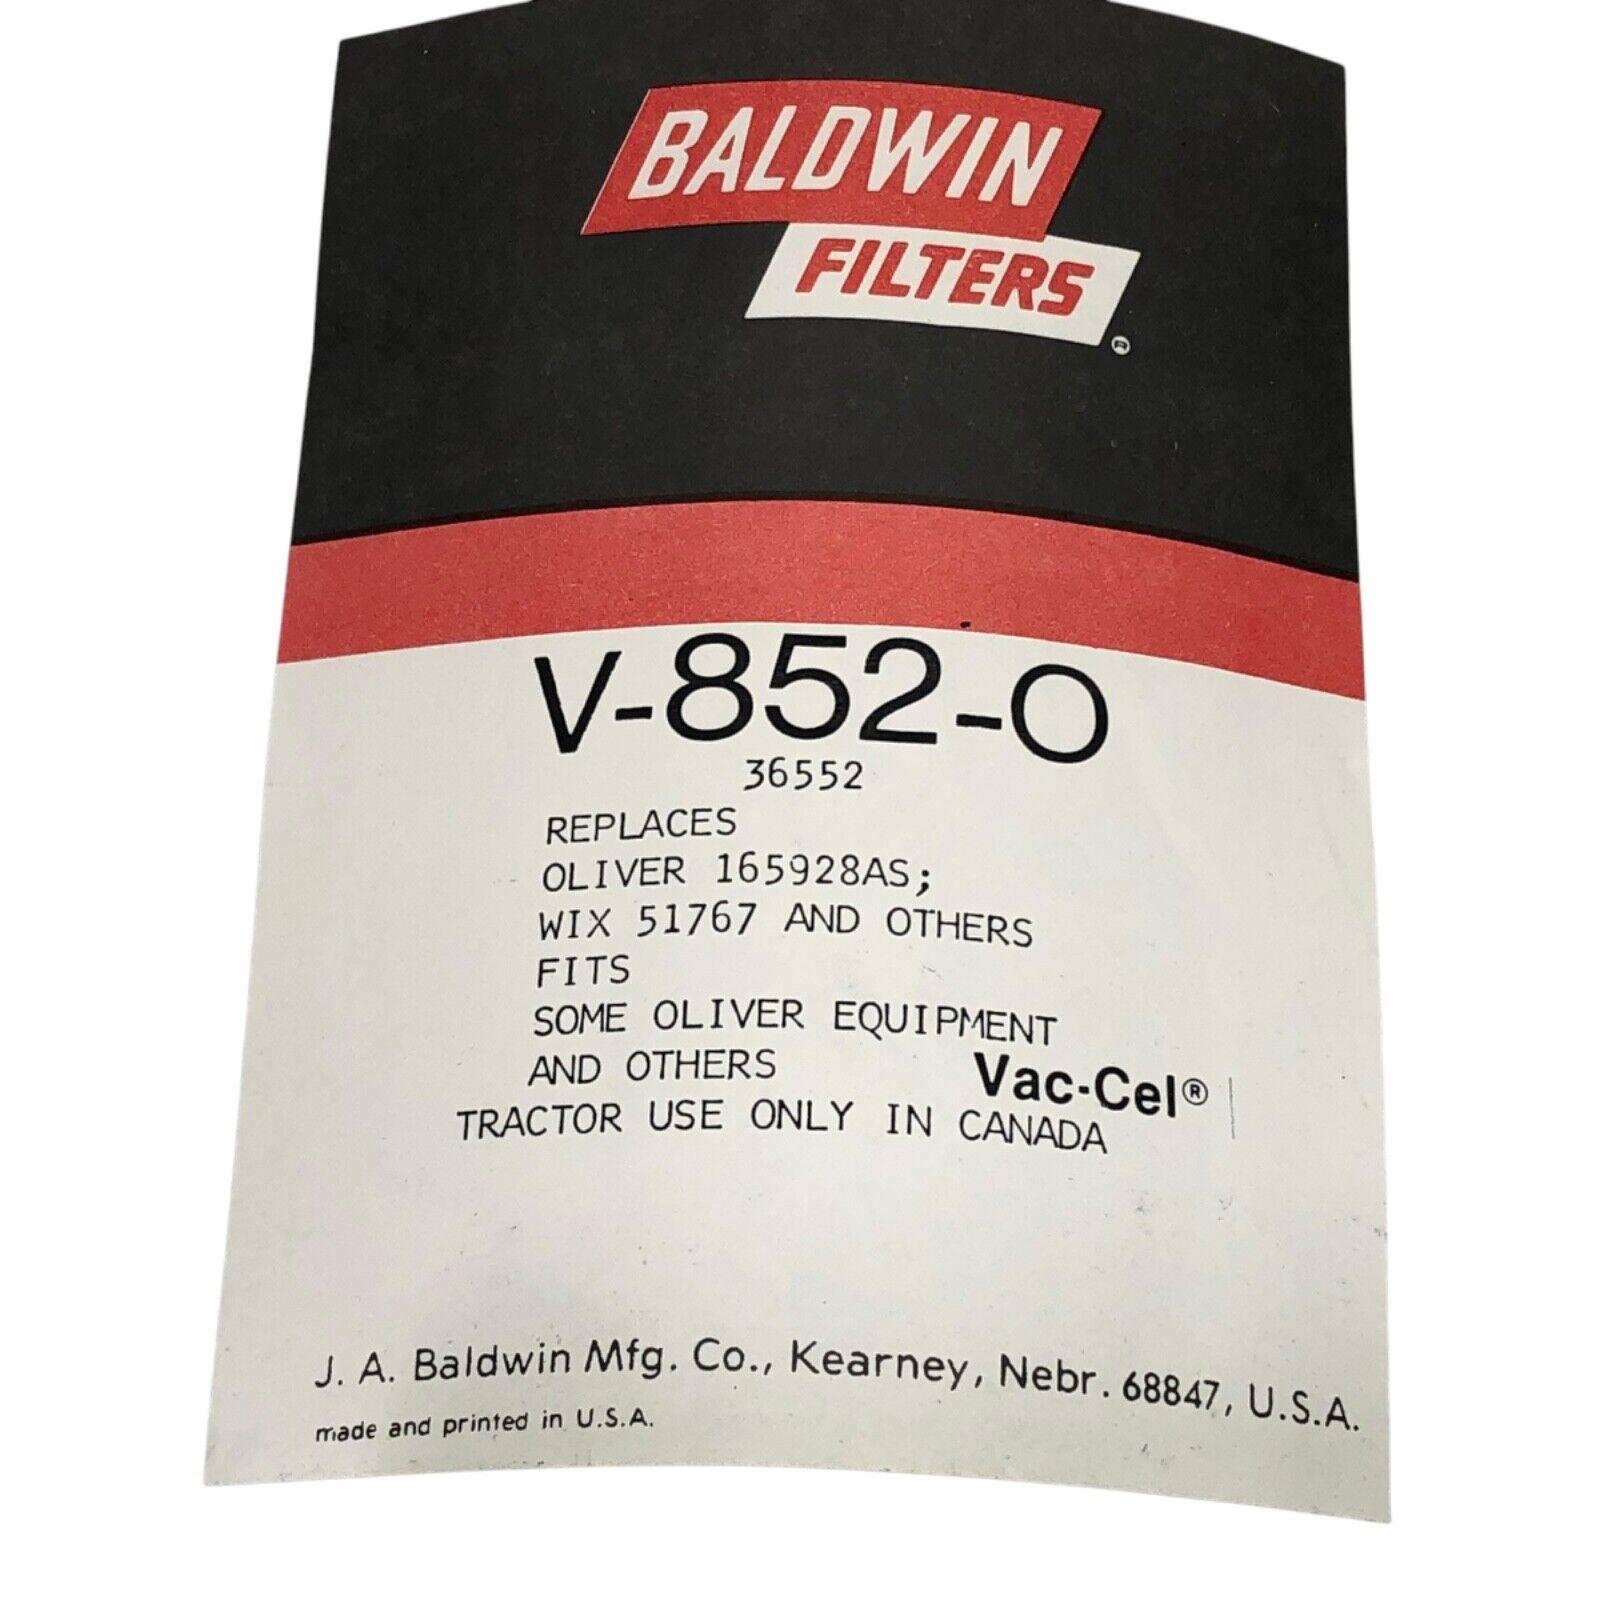 BALDWIN
FILTERS ®
V-852-O
36552
REPLACES
OLIVER 165928AS;
WIX 51767 AND OTHERS
FITS
SOME OLIVER EQUIPMENT
AND OTHERS Vac-Cel®
TRACTOR USE ONLY IN CANADA
J. A. Baldwin Mfg. Co., Kearney, Nebr. 68847, U.S.A.
made and printed in U.S.A.